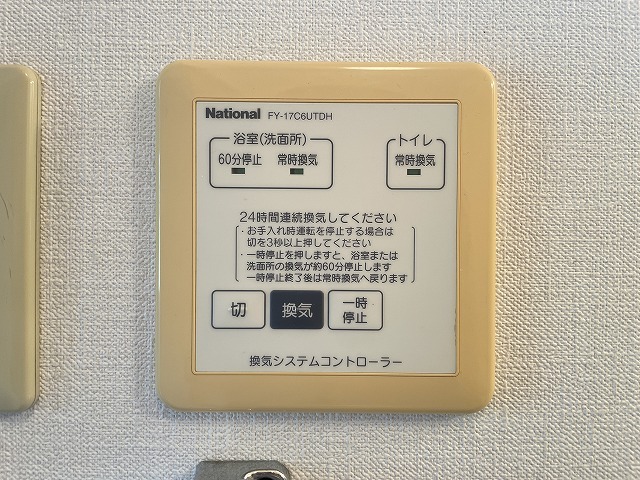 National FY-17C6UTDH
浴室(洗面所)
トイレ
60分停止 常時換気
常時換気
24時間連続換気してください
・お手入れ時運転を停止する場合は
切を3秒以上押してください
・一時停止を押しますと、浴室または
洗面所の換気が約60分停止します
一時停止終了後は常時換気へ戻ります
切
換気
一時
停止
換気システムコントローラー